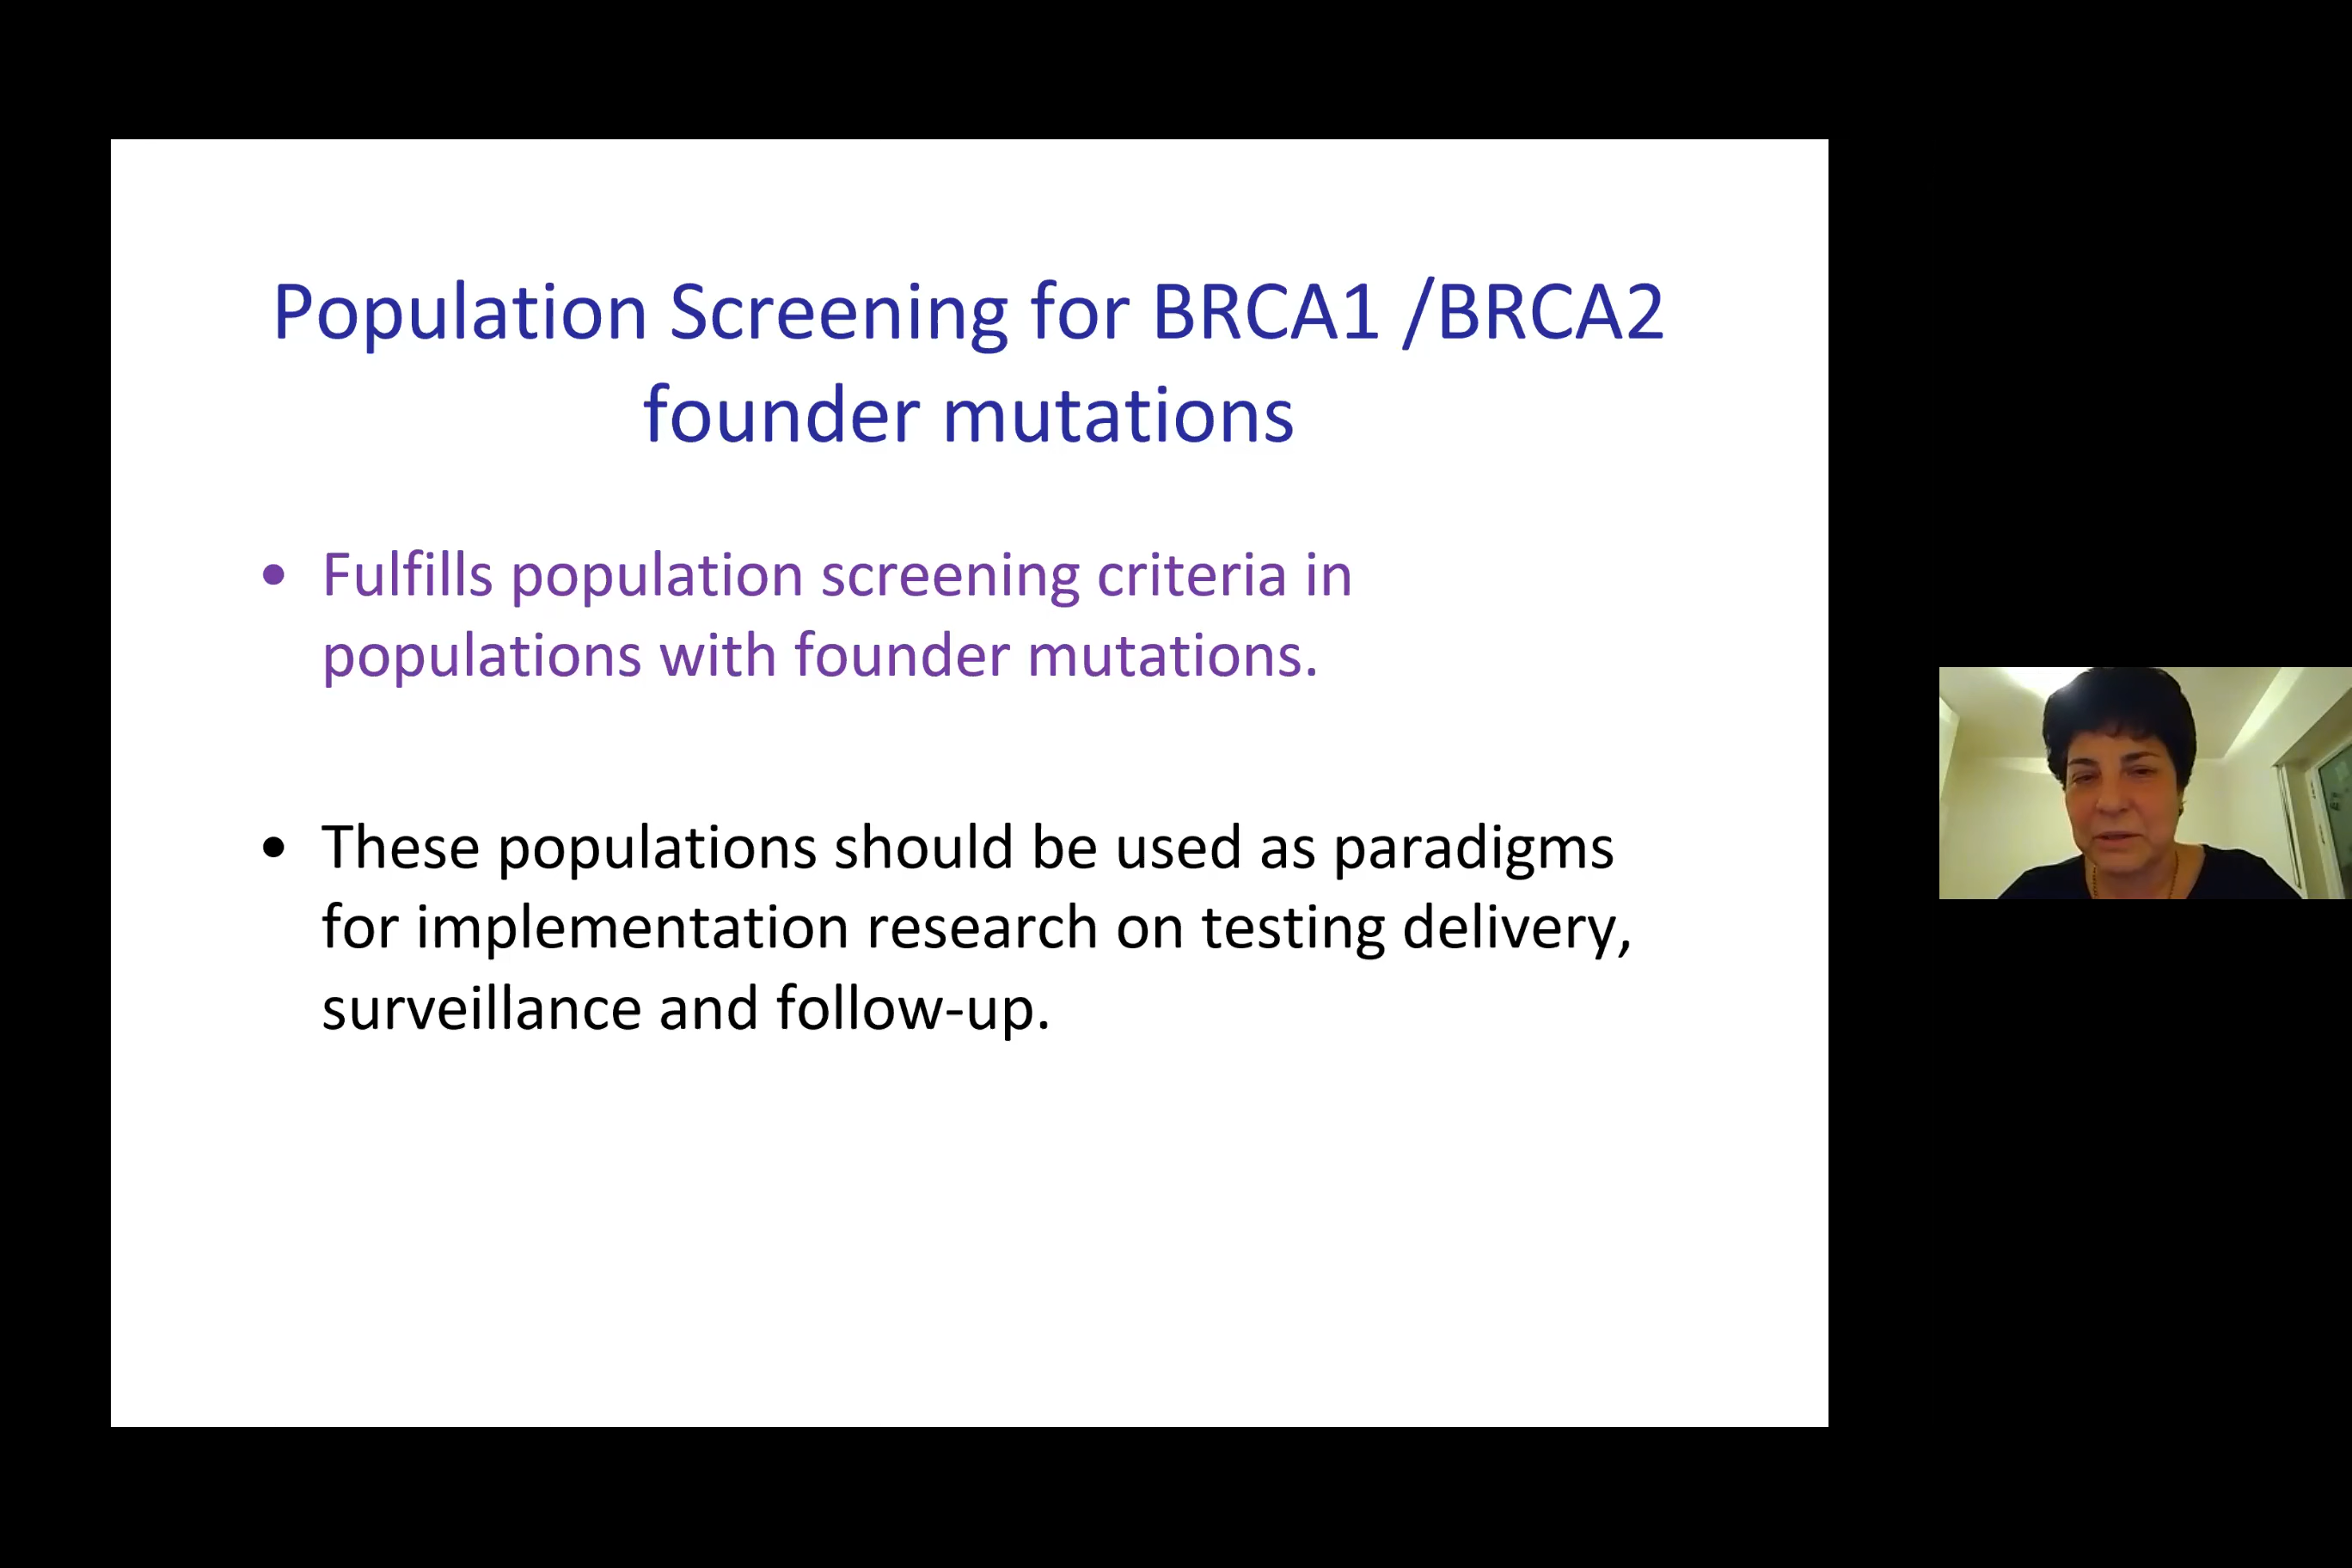 Population Screening for BRCA1 /BRCA2
founder mutations
• Fulfills population screening criteria in
populations with founder mutations.
• These populations should be used as paradigms
for implementation research on testing delivery,
surveillance and follow-up.